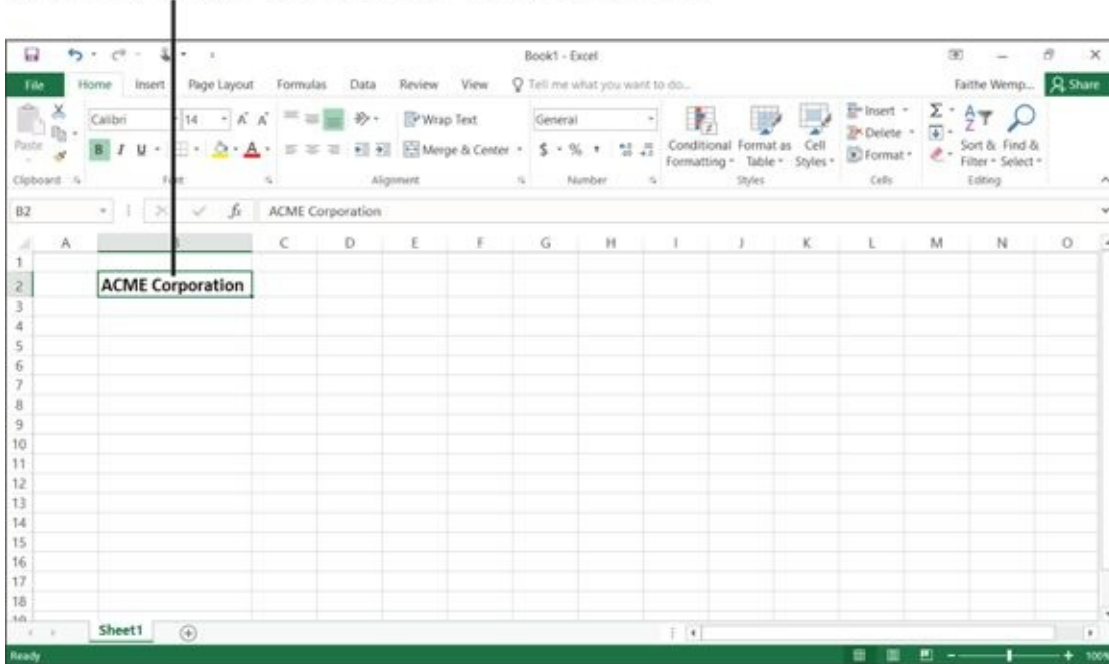 Book1 - Excel
File Home Insert Page Layout Formulas Data Review View Tell me what you want to do... Faithe Wemp... Share
Calibri 14 A A Wrap Text General Insert Σ
Paste B I U A Merge & Center $ % Conditional Formatting Format as Table Cell Styles Delete Format Sort & Filter Find & Select
Clipboard Alignment Number Styles Cells Editing
B2 fx ACME Corporation
A C D E F G H I J K L M N O
1
2 ACME Corporation
3
4
5
6
7
8
9
10
11
12
13
14
15
16
17
18
Sheet1
Ready 100%